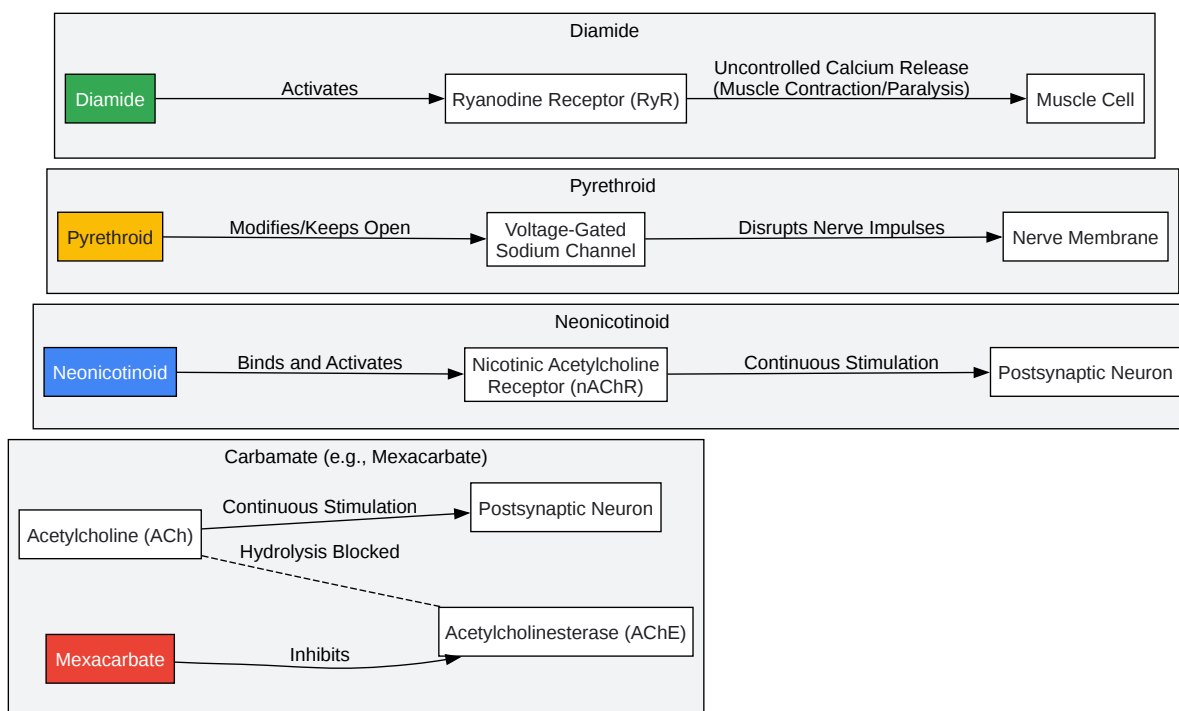 Diamide
Diamide
Activates
Ryanodine Receptor (RyR)
Uncontrolled Calcium Release
(Muscle Contraction/Paralysis)
Muscle Cell
Pyrethroid
Pyrethroid
Modifies/Keeps Open
Voltage-Gated
Sodium Channel
Disrupts Nerve Impulses
Nerve Membrane
Neonicotinoid
Neonicotinoid
Binds and Activates
Nicotinic Acetylcholine
Receptor (nAChR)
Continuous Stimulation
Postsynaptic Neuron
Carbamate (e.g., Mexacarbate)
Acetylcholine (ACh)
Continuous Stimulation
Postsynaptic Neuron
Hydrolysis Blocked
Acetylcholinesterase (AChE)
Mexacarbate
Inhibits